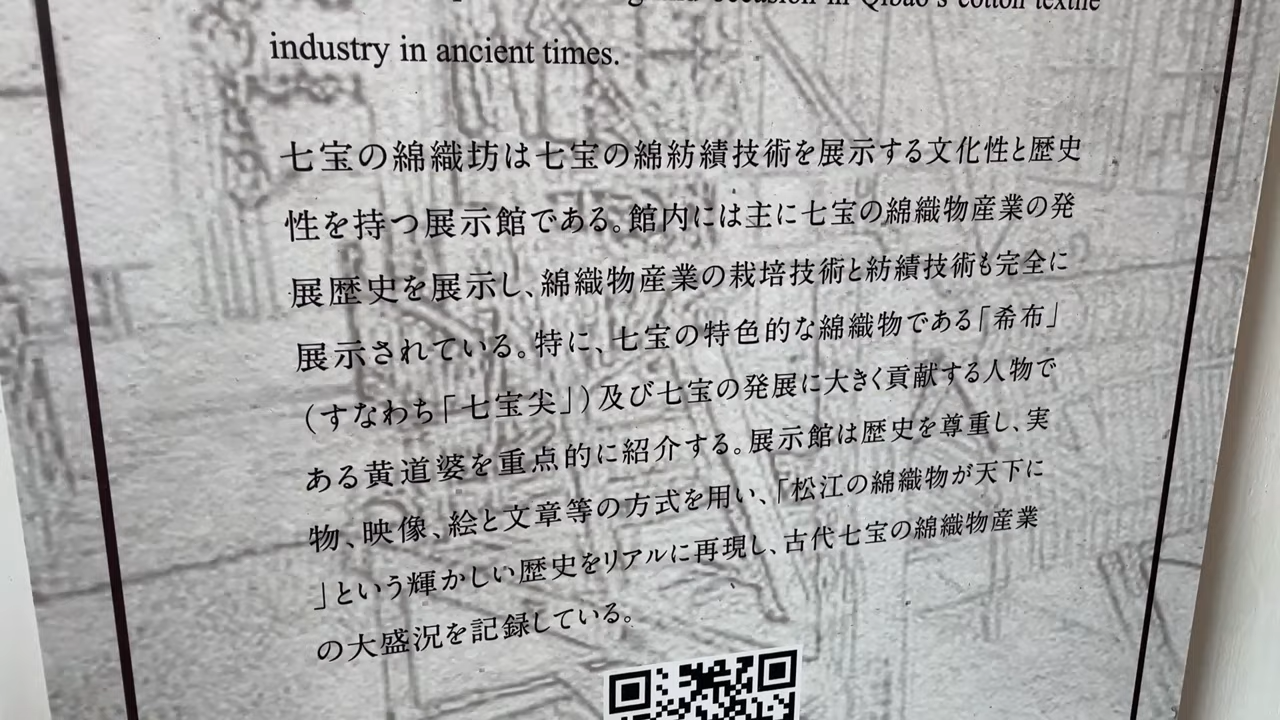 occasion in Qibao's cotton textile
industry in ancient times.
七宝の綿織坊は七宝の綿紡績技術を展示する文化性と歴史
性を持つ展示館である。館内には主に七宝の綿織物産業の発
展歴史を展示し、綿織物産業の栽培技術と紡績技術も完全に
展示されている。特に、七宝の特色的な綿織物である「希布」
（すなわち「七宝尖」）及び七宝の発展に大きく貢献する人物で
ある黄道婆を重点的に紹介する。展示館は歴史を尊重し、実
物、映像、絵と文章等の方式を用い、「松江の綿織物が天下に
」という輝かしい歴史をリアルに再現し、古代七宝の綿織物産業
の大盛況を記録している。